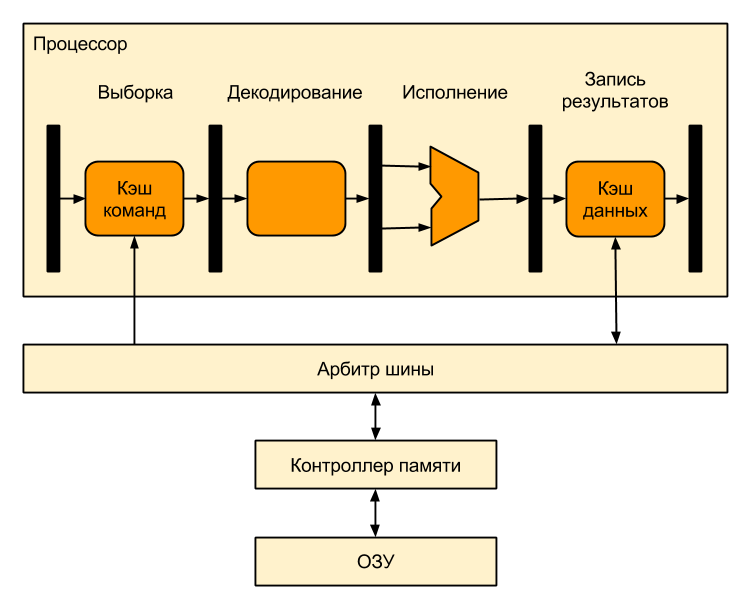 Процессор
Выборка
Декодирование
Исполнение
Запись
результатов
Кэш
команд
Кэш
данных
Арбитр шины
Контроллер памяти
ОЗУ